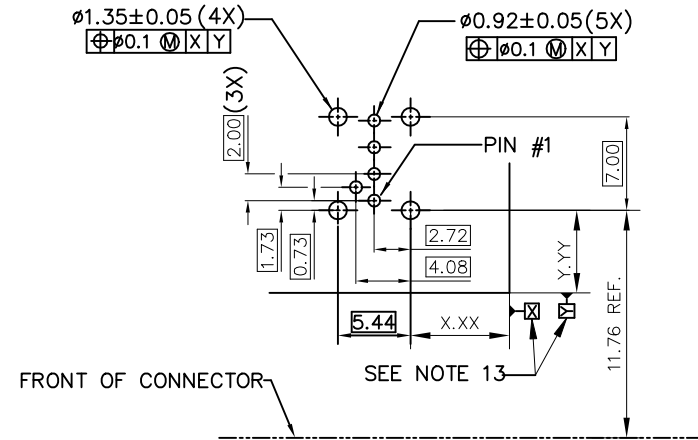 ø1.35±0.05 (4X)
⌖ ø0.1 Ⓜ X Y
ø0.92±0.05(5X)
⌖ ø0.1 Ⓜ X Y
2.00 (3X)
PIN #1
7.00
1.73
0.73
2.72
4.08
Y.YY
5.44
X.XX
X
Y
11.76 REF.
SEE NOTE 13
FRONT OF CONNECTOR